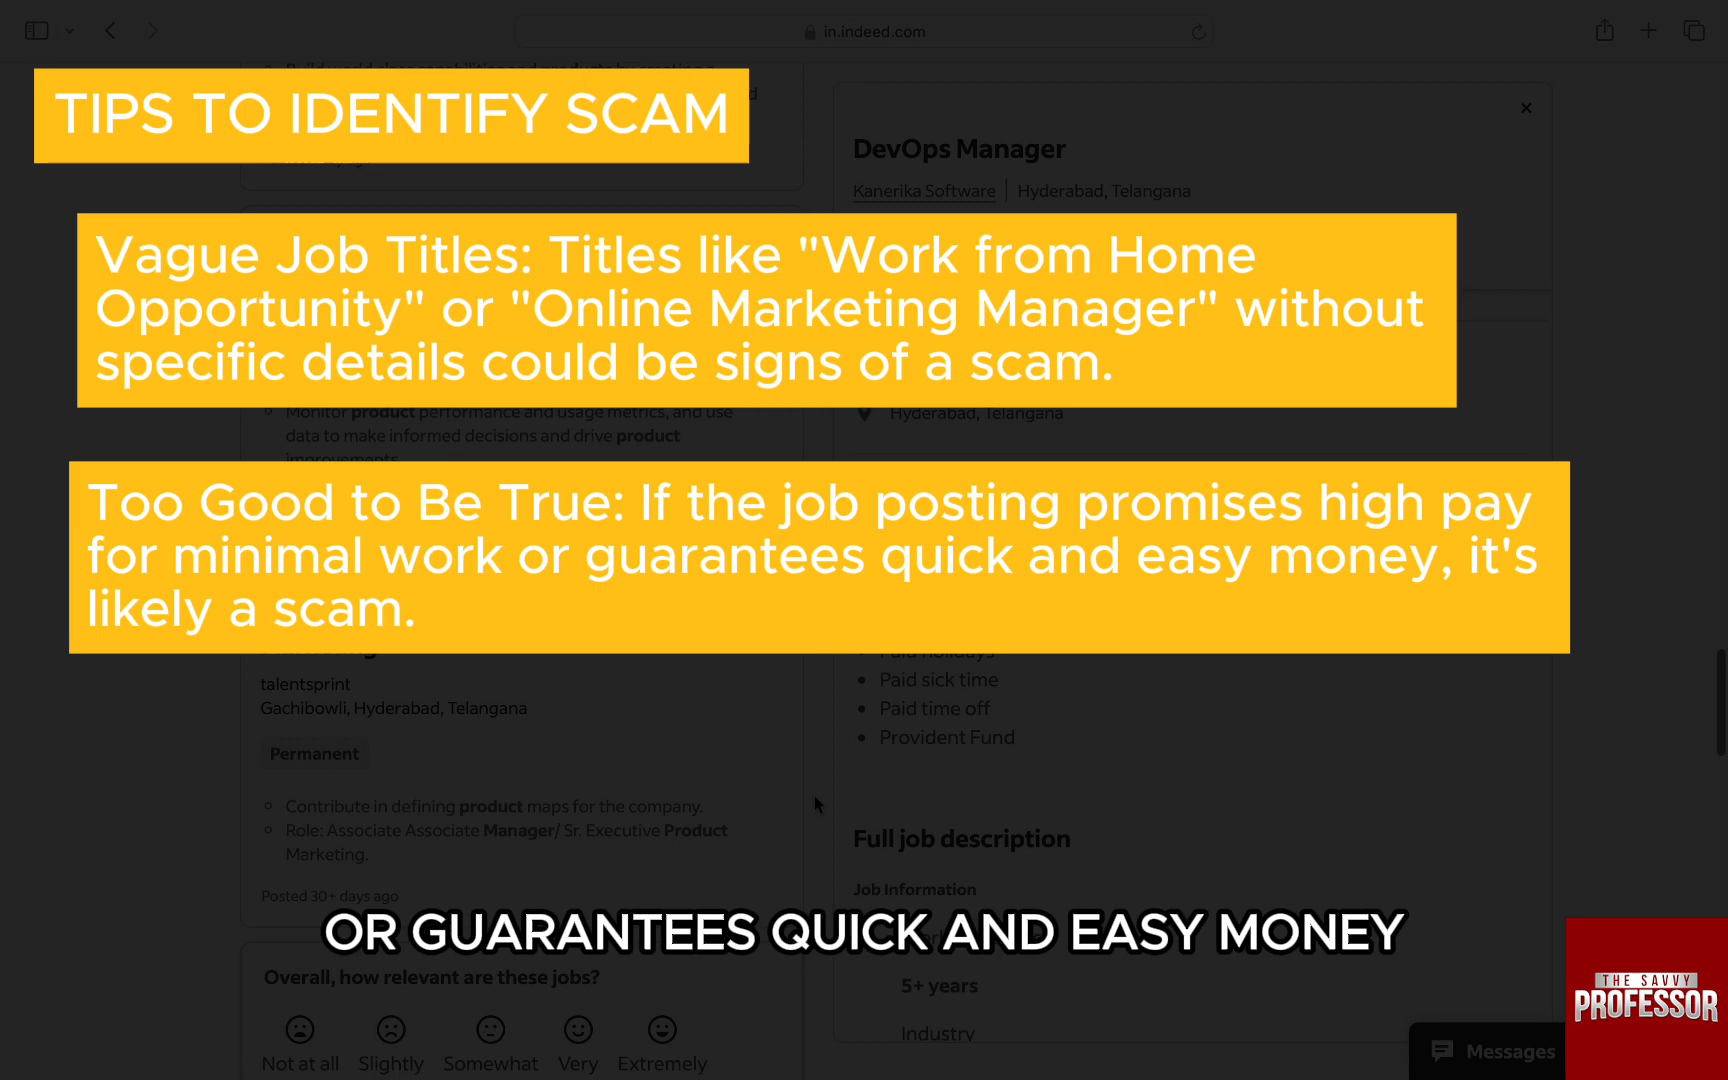 in.indeed.com
TIPS TO IDENTIFY SCAM
DevOps Manager
Kanerika Software | Hyderabad, Telangana
Vague Job Titles: Titles like "Work from Home
Opportunity" or "Online Marketing Manager" without
specific details could be signs of a scam.
Monitor product performance and usage metrics, and use
data to make informed decisions and drive product
improvements.
Hyderabad, Telangana
Too Good to Be True: If the job posting promises high pay
for minimal work or guarantees quick and easy money, it's
likely a scam.
talentsprint
Gachibowli, Hyderabad, Telangana
Permanent
Contribute in defining product maps for the company.
Role: Associate Associate Manager/ Sr. Executive Product
Marketing.
Posted 30+ days ago
Paid holidays
Paid sick time
Paid time off
Provident Fund
Full job description
Job Information
OR GUARANTEES QUICK AND EASY MONEY
5+ years
Industry
Overall, how relevant are these jobs?
Not at all Slightly Somewhat Very Extremely
Messages
THE SAVVY
PROFESSOR